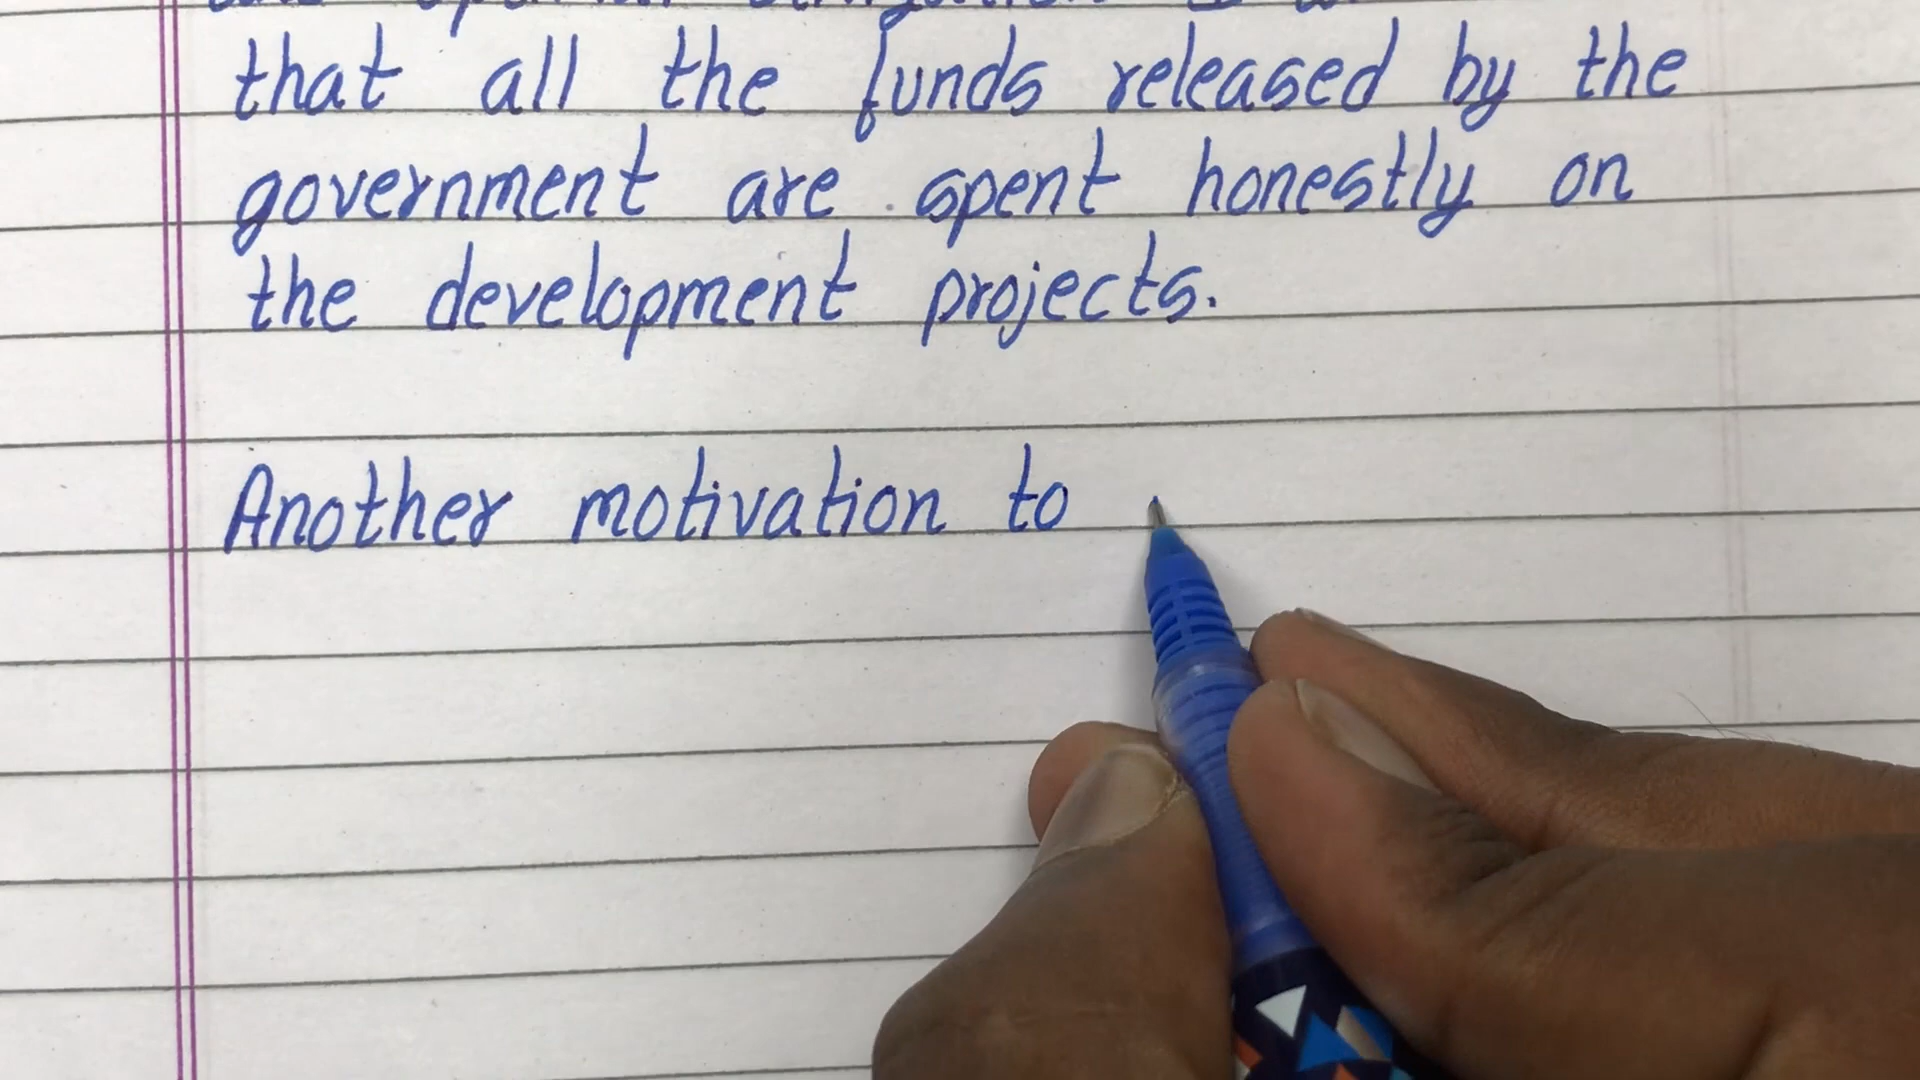 that all the funds released by the
government are spent honestly on
the development projects.
Another motivation to